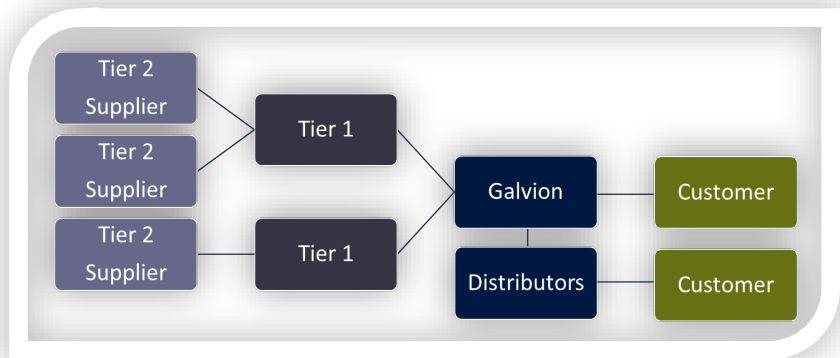 Tier 2
Supplier
Tier 2
Supplier
Tier 2
Supplier
Tier 1
Tier 1
Galvion
Distributors
Customer
Customer